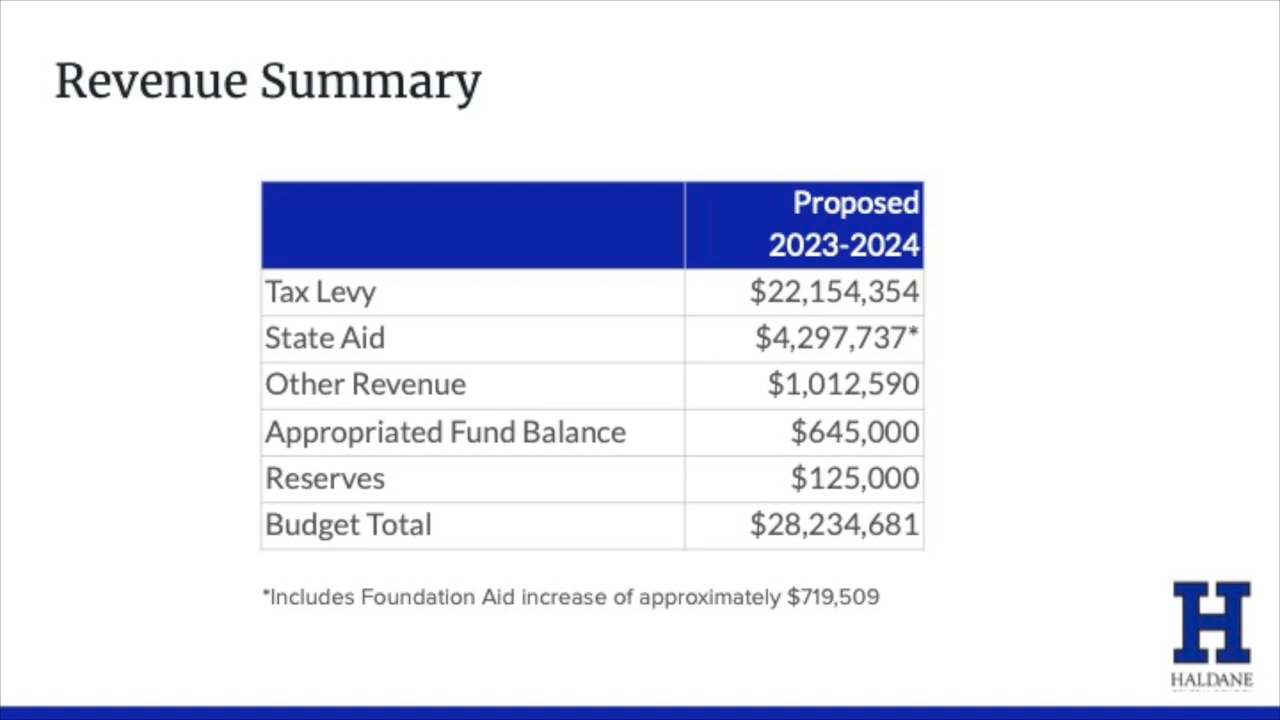 Revenue Summary
Proposed
2023-2024
Tax Levy $22,154,354
State Aid $4,297,737*
Other Revenue $1,012,590
Appropriated Fund Balance $645,000
Reserves $125,000
Budget Total $28,234,681
*Includes Foundation Aid increase of approximately $719,509
H
HALDANE